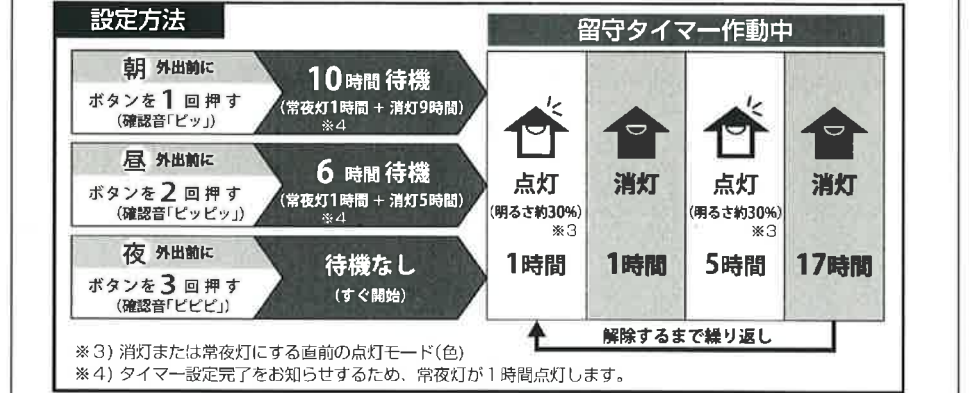 設定方法
留守タイマー作動中
朝 外出前に
ボタンを1回押す
(確認音「ピッ」)
10時間 待機
(常夜灯1時間 + 消灯9時間)
※4
昼 外出前に
ボタンを2回押す
(確認音「ピッピッ」)
6 時間 待機
(常夜灯1時間 + 消灯5時間)
※4
夜 外出前に
ボタンを3回押す
(確認音「ピピピ」)
待機なし
(すぐ開始)
点灯
(明るさ約30%)
※3
1時間
消灯
1時間
点灯
(明るさ約30%)
※3
5時間
消灯
17時間
解除するまで繰り返し
※3) 消灯または常夜灯にする直前の点灯モード(色)
※4) タイマー設定完了をお知らせするため、常夜灯が1時間点灯します。